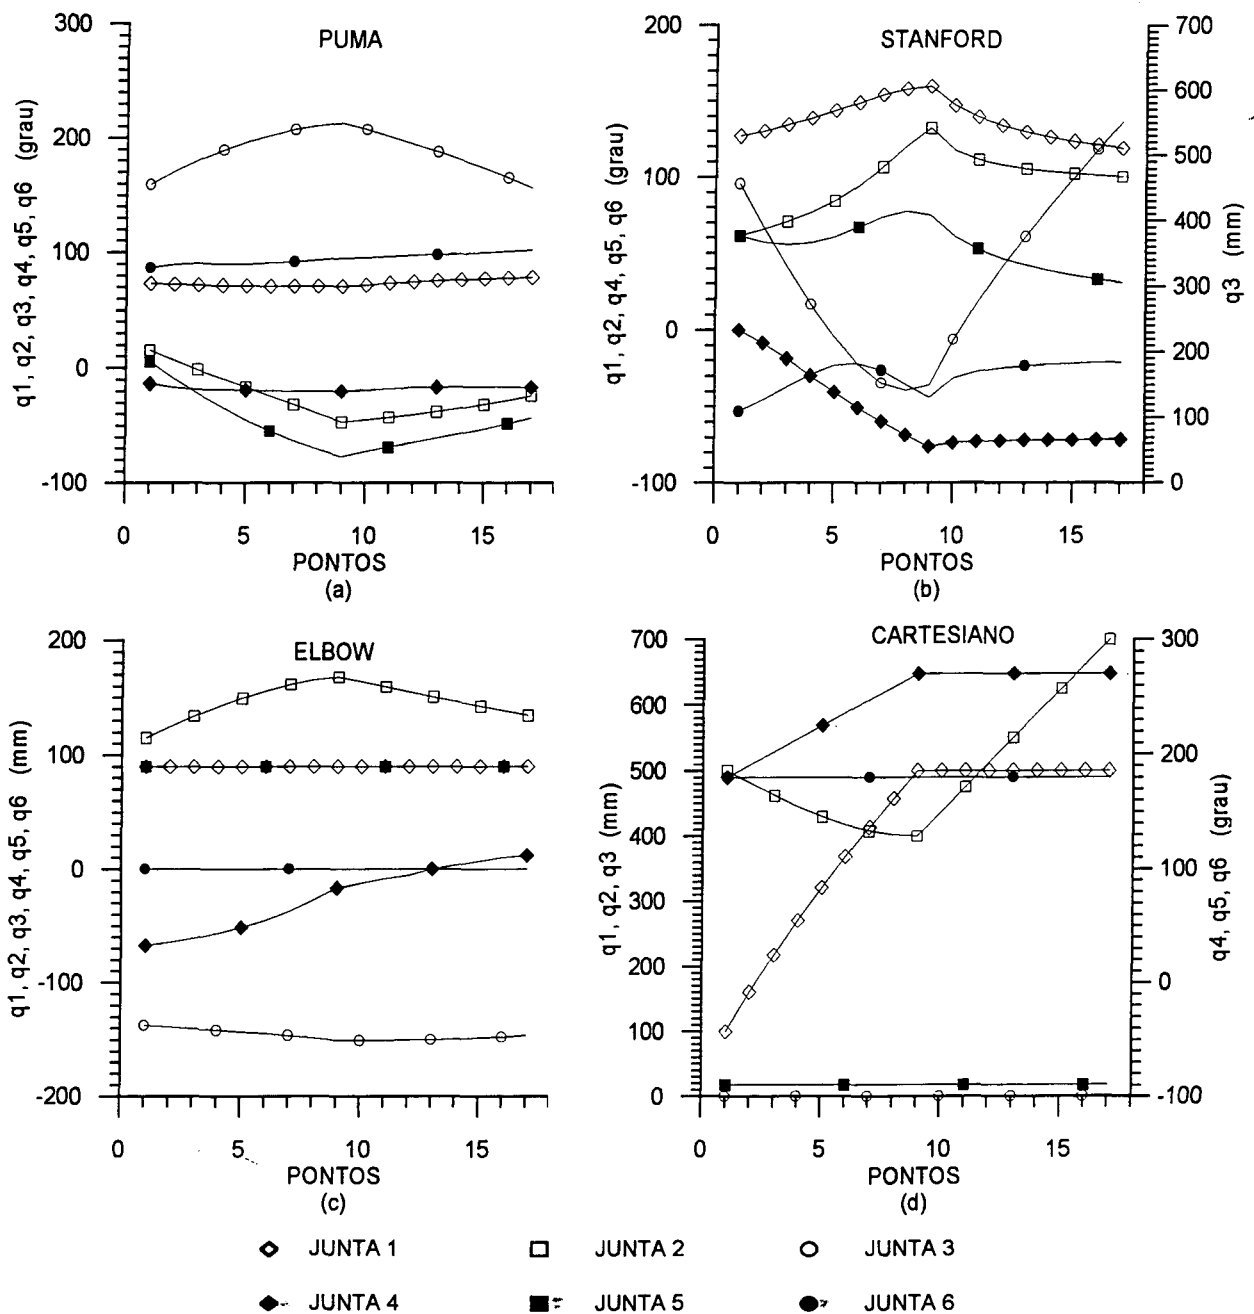 PUMA
300
200
100
0
-100
q1, q2, q3, q4, q5, q6 (grau)
0 5 10 15
PONTOS
(a)
STANFORD
200
100
0
-100
q1, q2, q4, q5, q6 (grau)
700
600
500
400
300
200
100
0
q3 (mm)
0 5 10 15
PONTOS
(b)
ELBOW
200
100
0
-100
-200
q1, q2, q3, q4, q5, q6 (mm)
0 5 10 15
PONTOS
(c)
CARTESIANO
700
600
500
400
300
200
100
0
q1, q2, q3 (mm)
300
200
100
0
-100
q4, q5, q6 (grau)
0 5 10 15
PONTOS
(d)
JUNTA 1 JUNTA 2 JUNTA 3
JUNTA 4 JUNTA 5 JUNTA 6